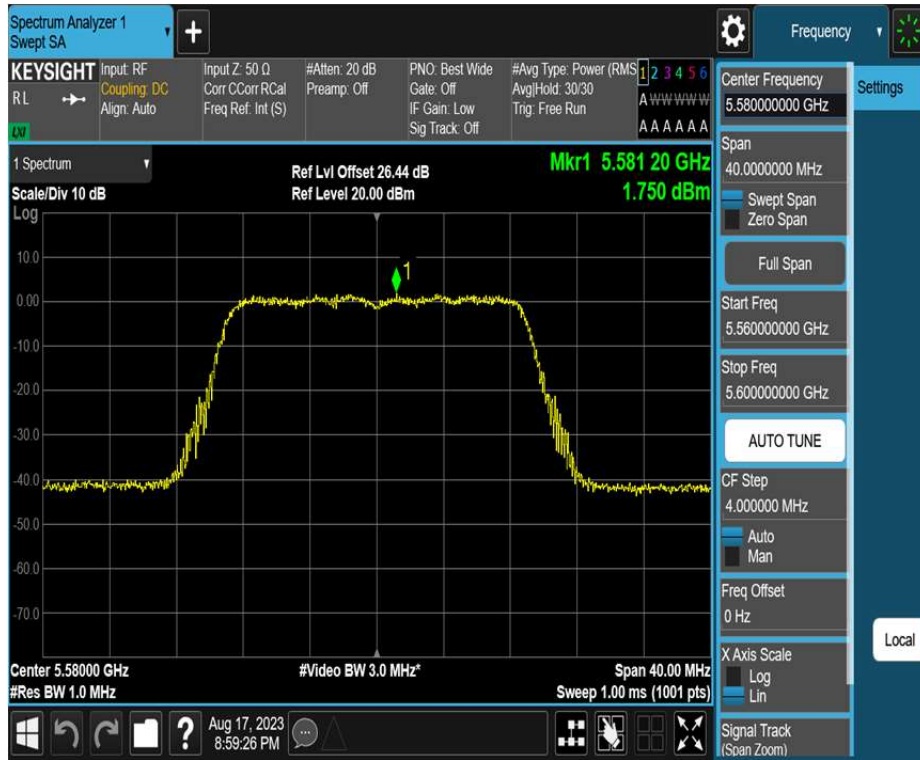 Spectrum Analyzer 1
Swept SA
+
Frequency
KEYSIGHT
RL
LXI
Input: RF
Coupling: DC
Align: Auto
Input Z: 50 Ω
Corr CCorr RCal
Freq Ref: Int (S)
#Atten: 20 dB
Preamp: Off
PNO: Best Wide
Gate: Off
IF Gain: Low
Sig Track: Off
#Avg Type: Power (RMS
Avg|Hold: 30/30
Trig: Free Run
1 2 3 4 5 6
A W W W W W
A A A A A A
1 Spectrum
Scale/Div 10 dB
Log
Ref Lvl Offset 26.44 dB
Ref Level 20.00 dBm
Mkr1 5.581 20 GHz
1.750 dBm
1
10.0
0.00
-10.0
-20.0
-30.0
-40.0
-50.0
-60.0
-70.0
Center 5.58000 GHz
#Res BW 1.0 MHz
#Video BW 3.0 MHz*
Span 40.00 MHz
Sweep 1.00 ms (1001 pts)
?
Aug 17, 2023
8:59:26 PM
Center Frequency
5.580000000 GHz
Settings
Span
40.0000000 MHz
Swept Span
Zero Span
Full Span
Start Freq
5.560000000 GHz
Stop Freq
5.600000000 GHz
AUTO TUNE
CF Step
4.000000 MHz
Auto
Man
Freq Offset
0 Hz
Local
X Axis Scale
Log
Lin
Signal Track
(Span Zoom)